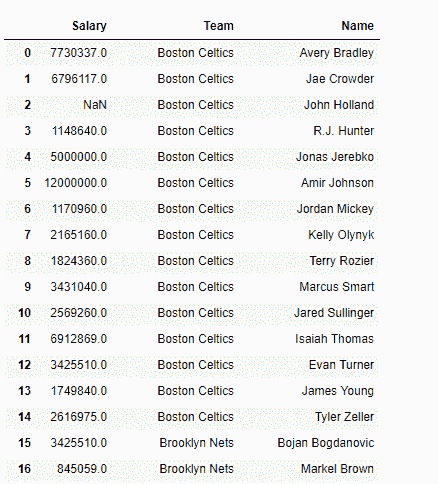 Salary Team Name
0 7730337.0 Boston Celtics Avery Bradley
1 6796117.0 Boston Celtics Jae Crowder
2 NaN Boston Celtics John Holland
3 1148640.0 Boston Celtics R.J. Hunter
4 5000000.0 Boston Celtics Jonas Jerebko
5 12000000.0 Boston Celtics Amir Johnson
6 1170960.0 Boston Celtics Jordan Mickey
7 2165160.0 Boston Celtics Kelly Olynyk
8 1824360.0 Boston Celtics Terry Rozier
9 3431040.0 Boston Celtics Marcus Smart
10 2569260.0 Boston Celtics Jared Sullinger
11 6912869.0 Boston Celtics Isaiah Thomas
12 3425510.0 Boston Celtics Evan Turner
13 1749840.0 Boston Celtics James Young
14 2616975.0 Boston Celtics Tyler Zeller
15 3425510.0 Brooklyn Nets Bojan Bogdanovic
16 845059.0 Brooklyn Nets Markel Brown